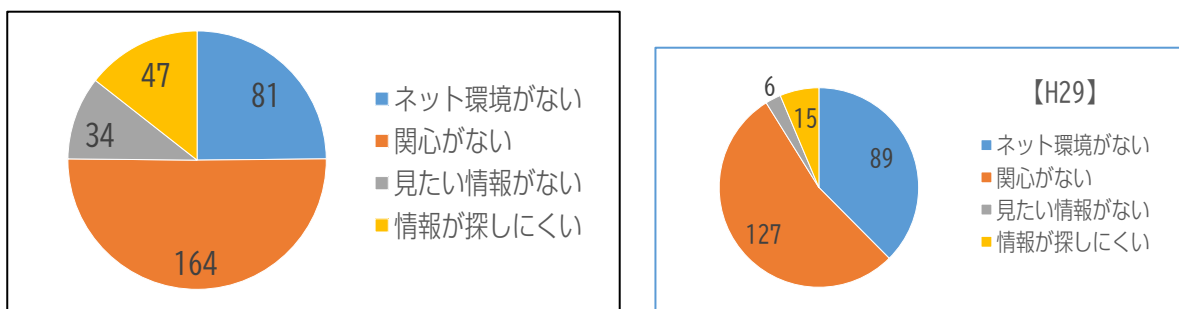 47
81
34
164
ネット環境がない
関心がない
見たい情報がない
情報が探しにくい
【H29】
6
15
89
127
ネット環境がない
関心がない
見たい情報がない
情報が探しにくい